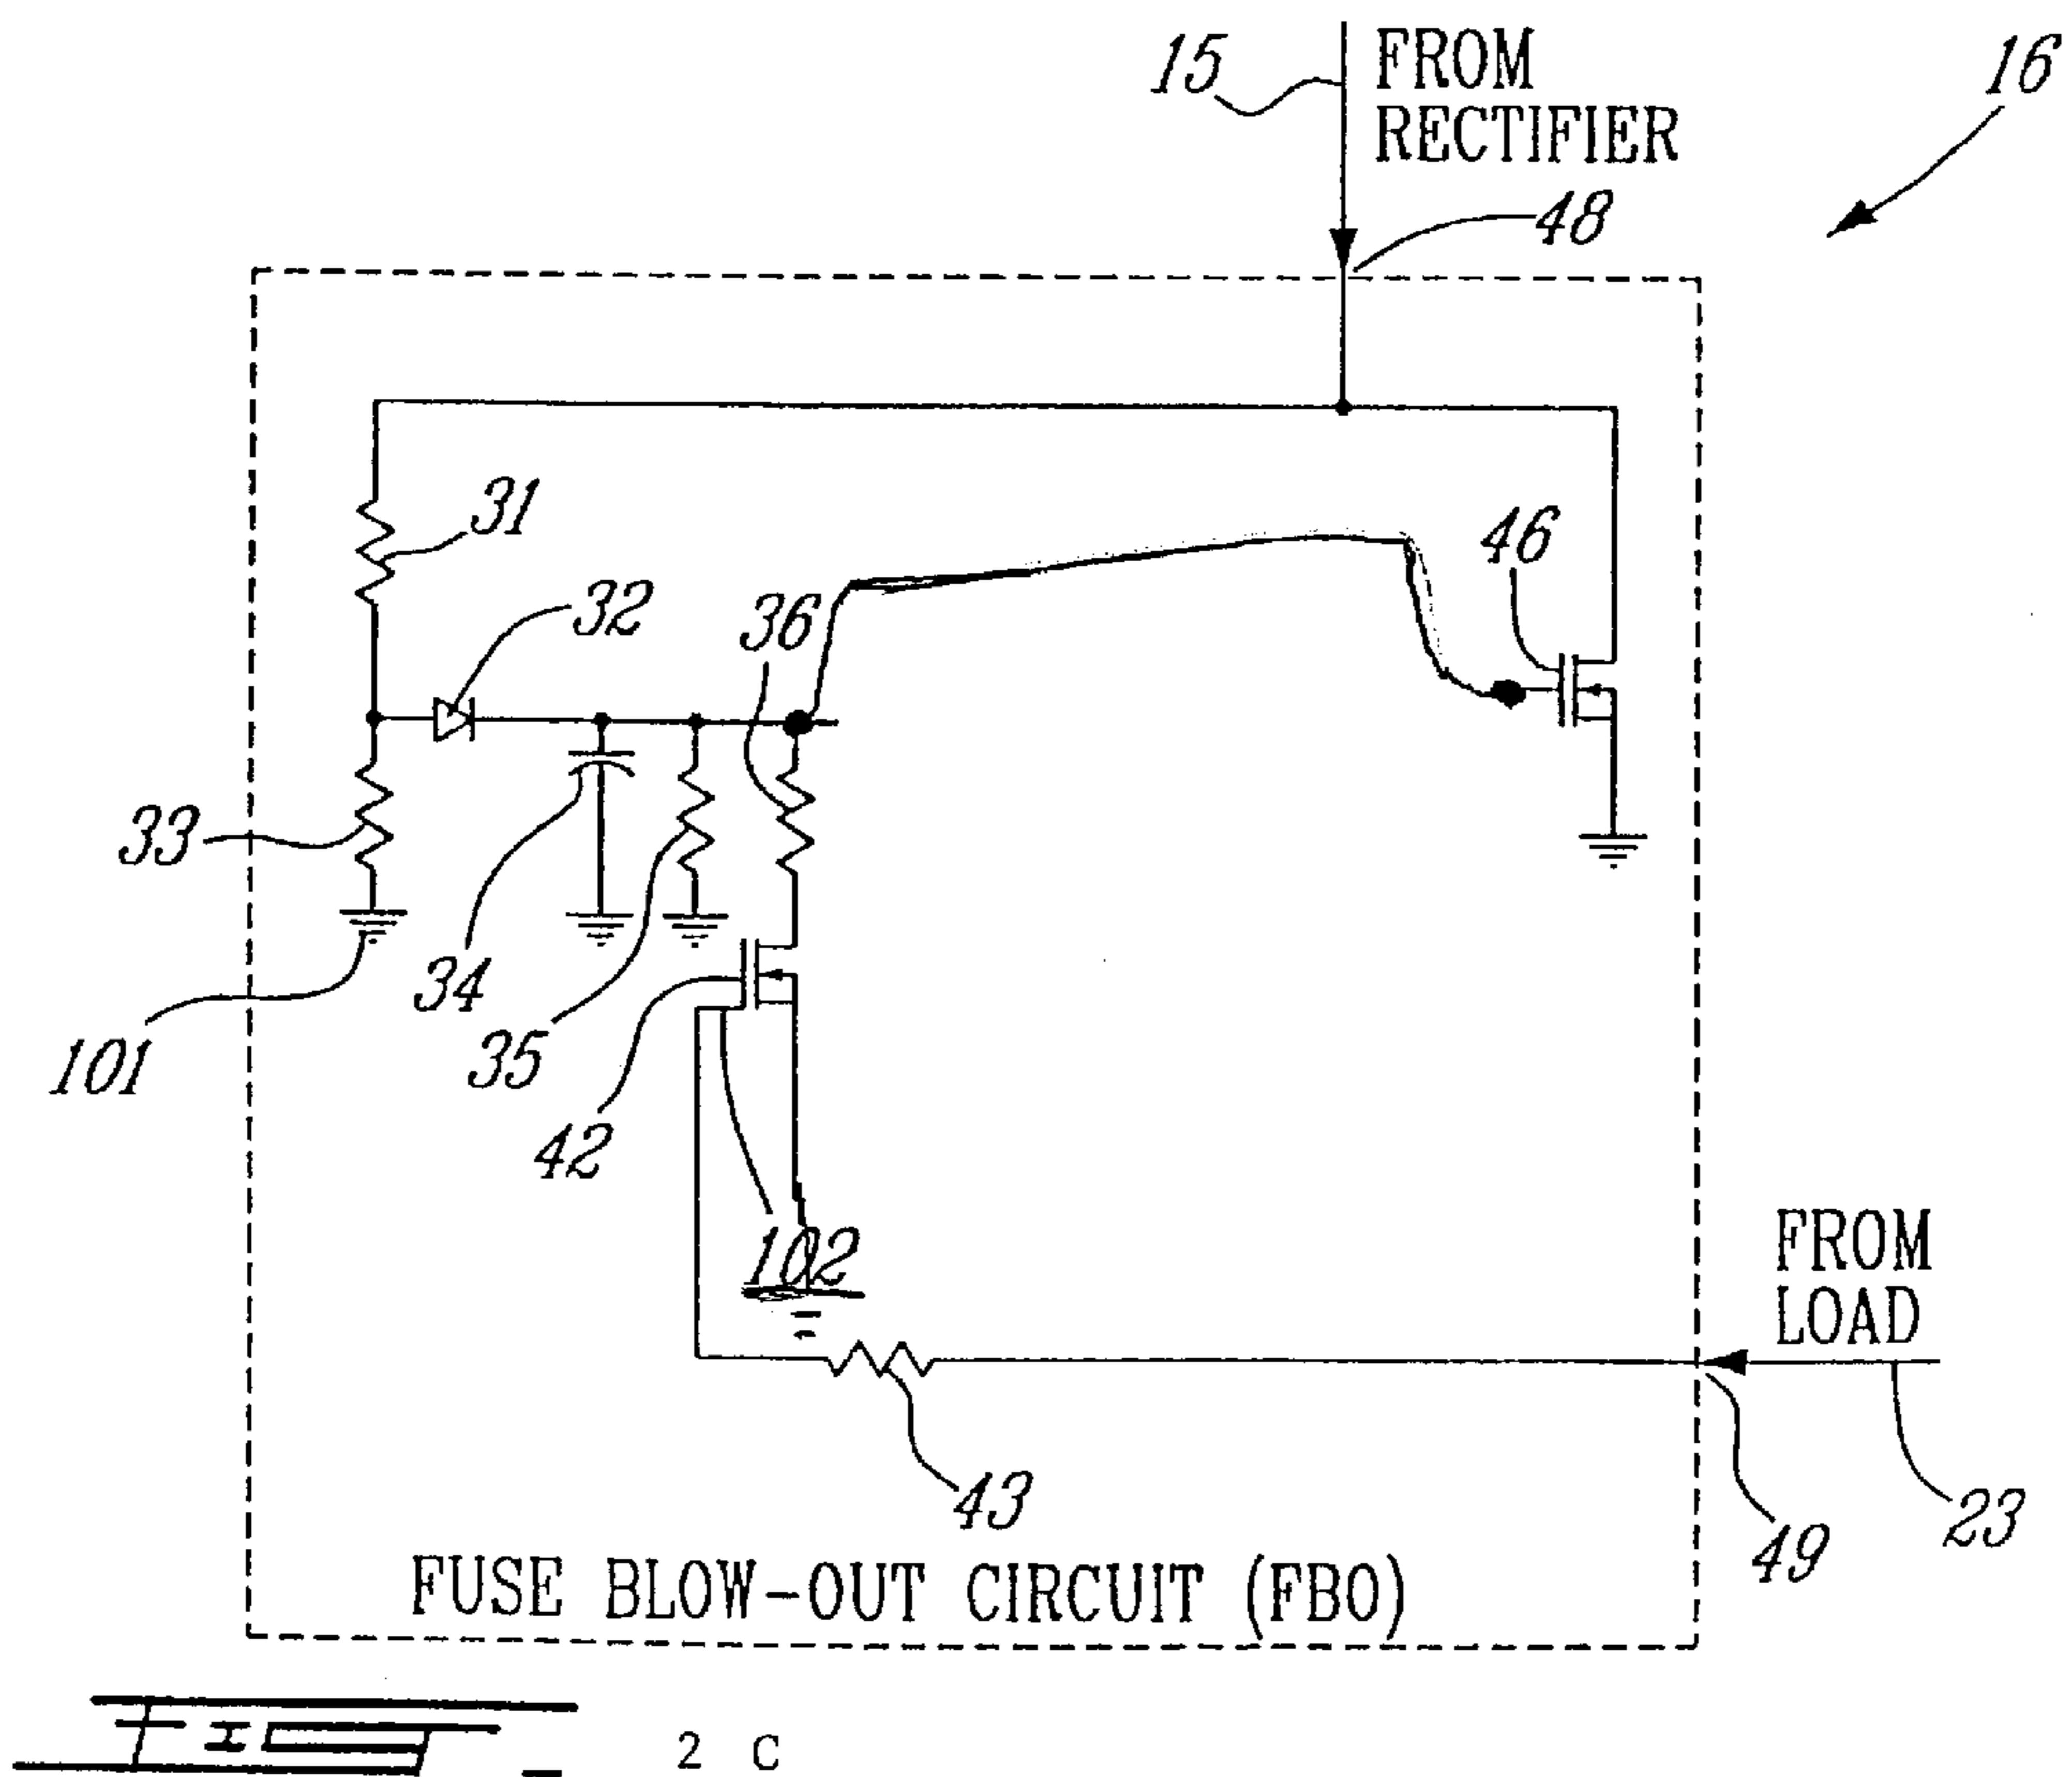 15
FROM
RECTIFIER
16
48
31
32
36
46
33
34
35
101
42
102
FROM
LOAD
43
49
23
FUSE BLOW-OUT CIRCUIT (FBO)
2 C